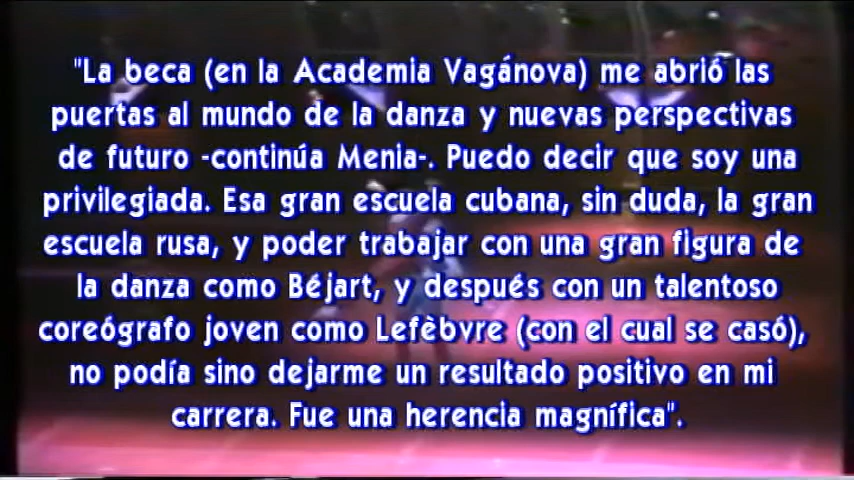 "La beca (en la Academia Vagánova) me abrió las
puertas al mundo de la danza y nuevas perspectivas
de futuro -continúa Menia-. Puedo decir que soy una
privilegiada. Esa gran escuela cubana, sin duda, la gran
escuela rusa, y poder trabajar con una gran figura de
la danza como Béjart, y después con un talentoso
coreógrafo joven como Lefèbvre (con el cual se casó),
no podía sino dejarme un resultado positivo en mi
carrera. Fue una herencia magnífica".